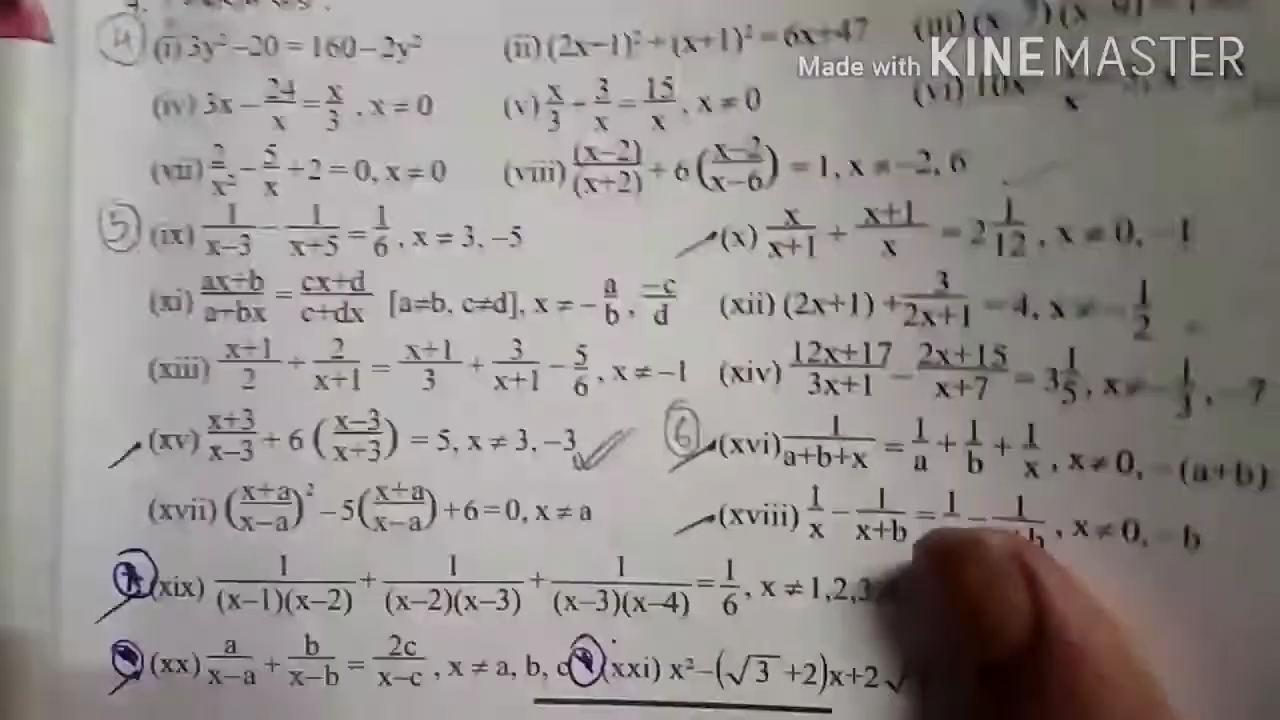 4 (i) 3y² −20 = 160 − 2y² (ii) (2x−1)² + (x+1)² = 6x+47 (iii) (x
Made with KINEMASTER
(iv) 3x − 24/x = x/3 , x ≠ 0 (v) x/3 − 3/x = 15/x , x ≠ 0 (vi) 10x
(vii) 2/x² − 5/x + 2 = 0, x ≠ 0 (viii) (x−2)/(x+2) + 6 (x−2/x−6) = 1, x ≠ −2, 6
5 (ix) 1/x−3 − 1/x+5 = 1/6 , x ≠ 3, −5 (x) x/x+1 + x+1/x = 2 1/12 , x ≠ 0, −1
(xi) ax+b/a+bx = cx+d/c+dx [a≠b, c≠d], x ≠ − a/b , −c/d (xii) (2x+1) + 3/2x+1 = 4, x ≠ − 1/2
(xiii) x+1/2 + 2/x+1 = x+1/3 + 3/x+1 − 5/6 , x ≠ −1 (xiv) 12x+17/3x+1 − 2x+15/x+7 = 3 1/5 , x ≠ − 1/3 , −7
(xv) x+3/x−3 + 6 (x−3/x+3) = 5, x ≠ 3, −3 6 (xvi) 1/a+b+x = 1/a + 1/b + 1/x , x ≠ 0, −(a+b)
(xvii) (x+a/x−a)² − 5(x+a/x−a) + 6 = 0, x ≠ a (xviii) 1/x − 1/x+b = 1/ − 1/+b , x ≠ 0, −b
(xix) 1/(x−1)(x−2) + 1/(x−2)(x−3) + 1/(x−3)(x−4) = 1/6 , x ≠ 1,2,3
(xx) a/x−a + b/x−b = 2c/x−c , x ≠ a, b, c (xxi) x² − (√3 +2)x+2√